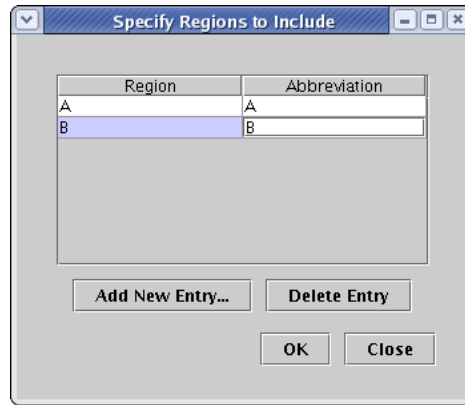 Specify Regions to Include
Region Abbreviation
A A
B B
Add New Entry... Delete Entry
OK Close